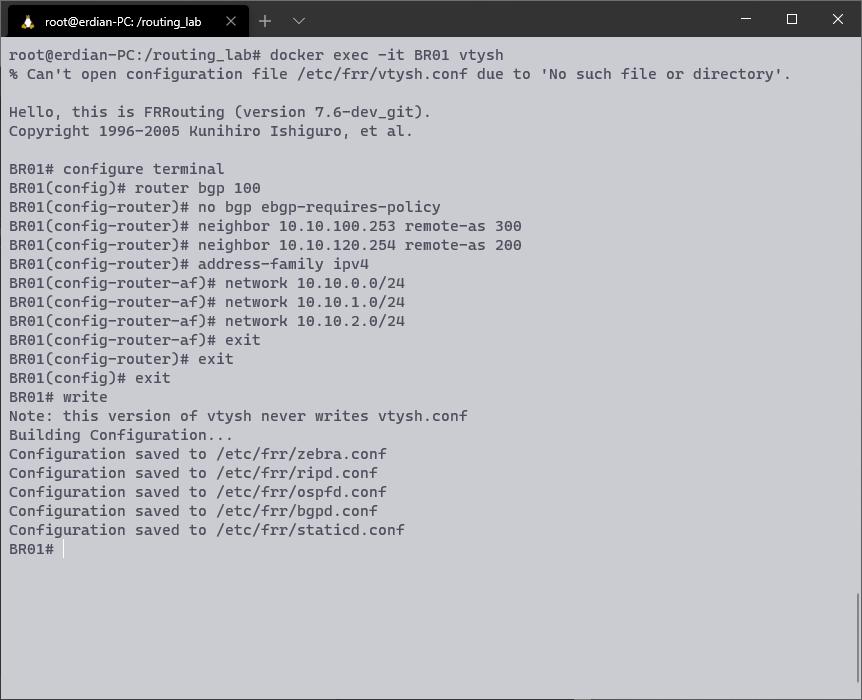 root@erdian-PC: /routing_lab
root@erdian-PC:/routing_lab# docker exec -it BR01 vtysh
% Can't open configuration file /etc/frr/vtysh.conf due to 'No such file or directory'.
Hello, this is FRRouting (version 7.6-dev_git).
Copyright 1996-2005 Kunihiro Ishiguro, et al.
BR01# configure terminal
BR01(config)# router bgp 100
BR01(config-router)# no bgp ebgp-requires-policy
BR01(config-router)# neighbor 10.10.100.253 remote-as 300
BR01(config-router)# neighbor 10.10.120.254 remote-as 200
BR01(config-router)# address-family ipv4
BR01(config-router-af)# network 10.10.0.0/24
BR01(config-router-af)# network 10.10.1.0/24
BR01(config-router-af)# network 10.10.2.0/24
BR01(config-router-af)# exit
BR01(config-router)# exit
BR01(config)# exit
BR01# write
Note: this version of vtysh never writes vtysh.conf
Building Configuration...
Configuration saved to /etc/frr/zebra.conf
Configuration saved to /etc/frr/ripd.conf
Configuration saved to /etc/frr/ospfd.conf
Configuration saved to /etc/frr/bgpd.conf
Configuration saved to /etc/frr/staticd.conf
BR01#